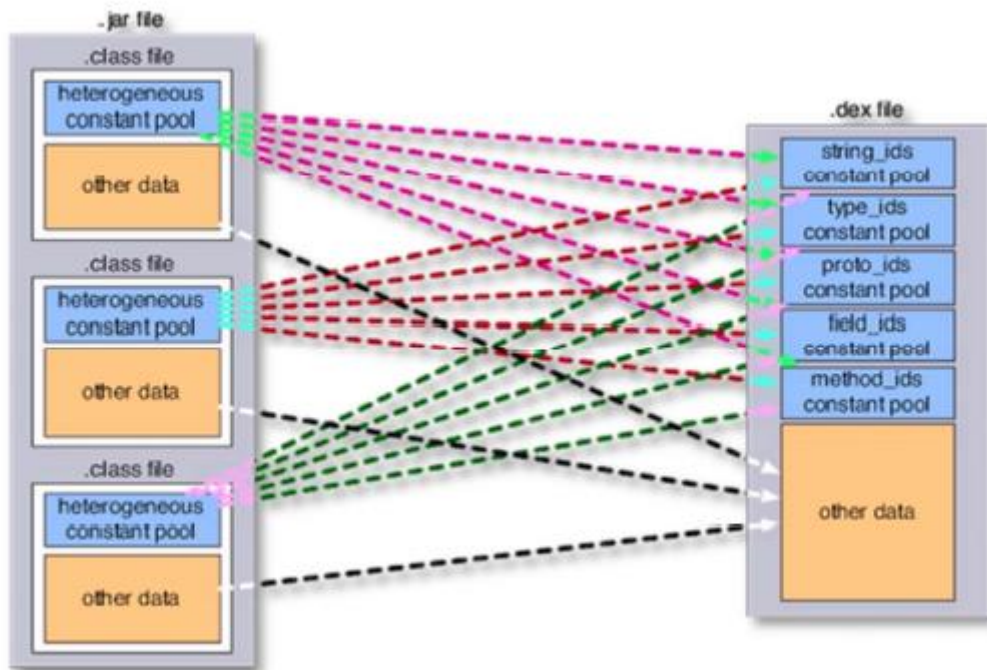 .jar file
.class file
heterogeneous
constant pool
other data
.class file
heterogeneous
constant pool
other data
.class file
heterogeneous
constant pool
other data
.dex file
string_ids
constant pool
type_ids
constant pool
proto_ids
constant pool
field_ids
constant pool
method_ids
constant pool
other data